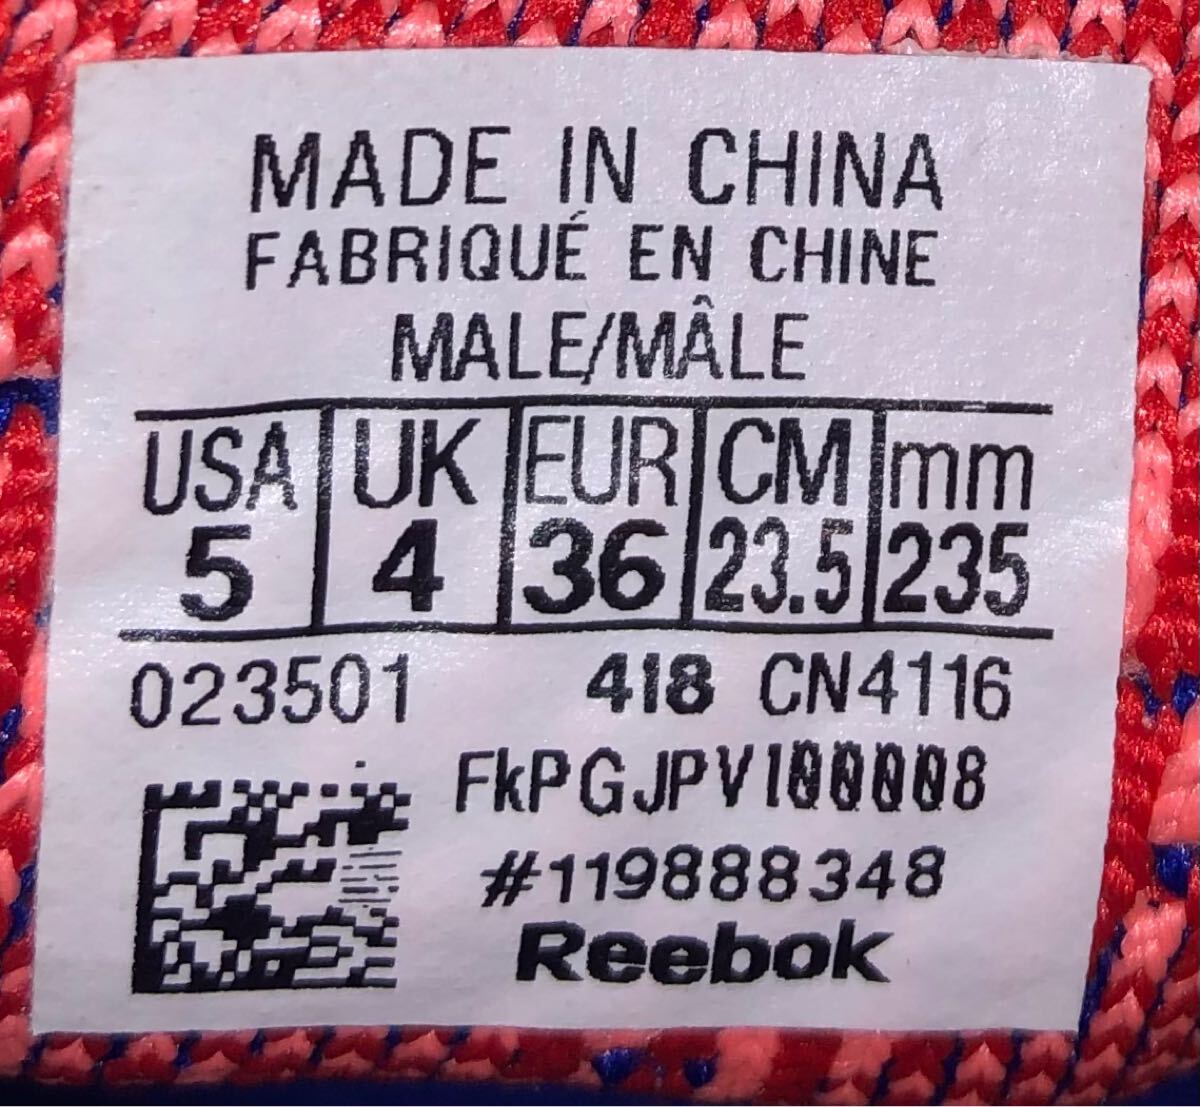 MADE IN CHINA
FABRIQUÉ EN CHINE
MALE/MÂLE
USA UK EUR CM mm
5 4 36 23.5 235
023501 418 CN4116
FkPGJPV100008
#119888348
Reebok